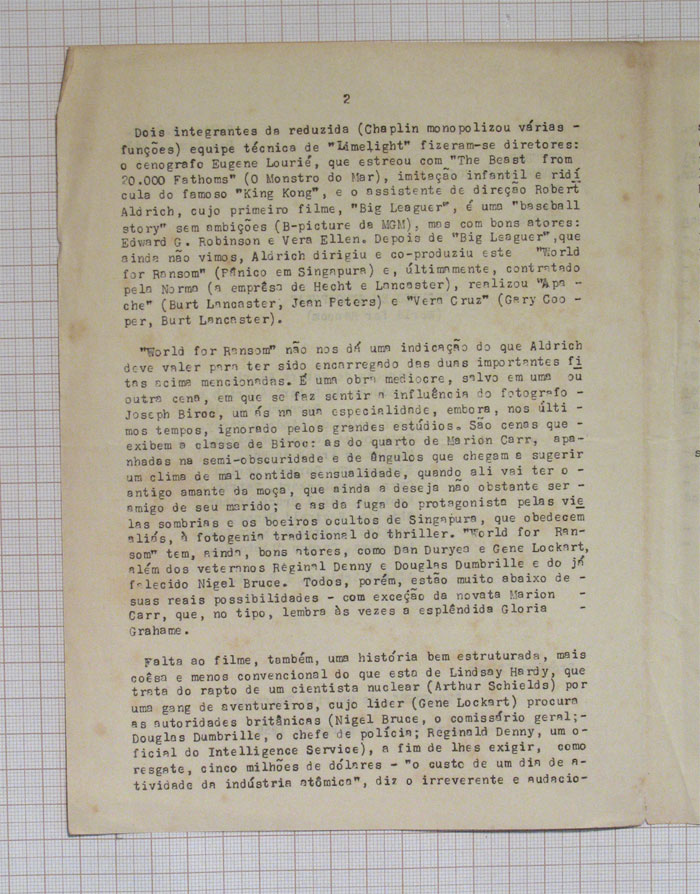 2
Dois integrantes da reduzida (Chaplin monopolizou várias -
funções) equipe técnica de "Limelight" fizeram-se diretores:
o cenografo Eugene Lourié, que estreou com "The Beast from
20.000 Fathoms" (O Monstro do Mar), imitação infantil e ridí
cula do famoso "King Kong", e o assistente de direção Robert
Aldrich, cujo primeiro filme, "Big Leaguer", é uma "baseball
story" sem ambições (B-picture da MGM), mas com bons atores:
Edward G. Robinson e Vera Ellen. Depois de "Big Leaguer",que
ainda não vimos, Aldrich dirigiu e co-produziu este "World
for Ransom" (Pânico em Singapura) e, últimamente, contratado
pela Norma (a emprêsa de Hecht e Lancaster), realizou "Apa -
che" (Burt Lancaster, Jean Peters) e "Vera Cruz" (Gary Coo -
per, Burt Lancaster).
"World for Ransom" não nos dá uma indicação do que Aldrich
deve valer para ter sido encarregado das duas importantes fi
tas acima mencionadas. É uma obra mediocre, salvo em uma ou
outra cena, em que se faz sentir a influência do fotografo -
Joseph Biroc, um ás na sua especialidade, embora, nos últi -
mos tempos, ignorado pelos grandes estúdios. São cenas que -
exibem a classe de Biroc: as do quarto de Marion Carr, apa-
nhadas na semi-obscuridade e de ângulos que chegam a sugerir
um clima de mal contida sensualidade, quando ali vai ter o -
antigo amante da moça, que ainda a deseja não obstante ser -
amigo de seu marido; e as da fuga do protagonista pelas vie
las sombrias e os boeiros ocultos de Singapura, que obedecem
aliás, à fotogenia tradicional do thriller. "World for Ran-
som" tem, ainda, bons atores, como Dan Duryea e Gene Lockart,
além dos veteranos Reginal Denny e Douglas Dumbrille e do já
falecido Nigel Bruce. Todos, porém, estão muito abaixo de -
suas reais possibilidades - com exceção da novata Marion -
Carr, que, no tipo, lembra às vezes a esplêndida Gloria -
Grahame.
Falta ao filme, também, uma história bem estruturada, mais
coêsa e menos convencional do que esta de Lindsay Hardy, que
trata do rapto de um cientista nuclear (Arthur Schields) por
uma gang de aventureiros, cujo lider (Gene Lockart) procura
as autoridades britânicas (Nigel Bruce, o comissário geral;-
Douglas Dumbrille, o chefe de polícia; Reginald Denny, um o-
ficial do Intelligence Service), a fim de lhes exigir, como
resgate, cinco milhões de dólares - "o custo de um dia de a-
tividade da indústria atômica", diz o irreverente e audacio-